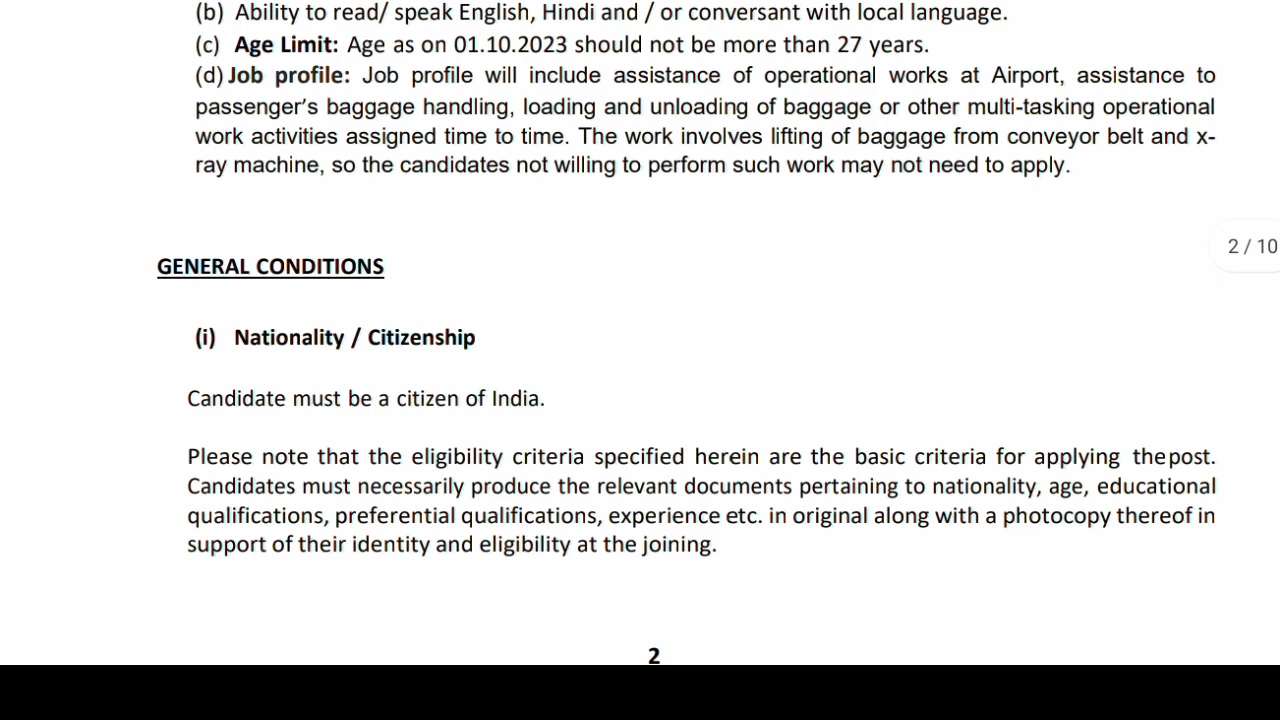 (b) Ability to read/ speak English, Hindi and / or conversant with local language.
(c) Age Limit: Age as on 01.10.2023 should not be more than 27 years.
(d) Job profile: Job profile will include assistance of operational works at Airport, assistance to
passenger's baggage handling, loading and unloading of baggage or other multi-tasking operational
work activities assigned time to time. The work involves lifting of baggage from conveyor belt and x-
ray machine, so the candidates not willing to perform such work may not need to apply.
2 / 10
GENERAL CONDITIONS
(i) Nationality / Citizenship
Candidate must be a citizen of India.
Please note that the eligibility criteria specified herein are the basic criteria for applying thepost.
Candidates must necessarily produce the relevant documents pertaining to nationality, age, educational
qualifications, preferential qualifications, experience etc. in original along with a photocopy thereof in
support of their identity and eligibility at the joining.
2